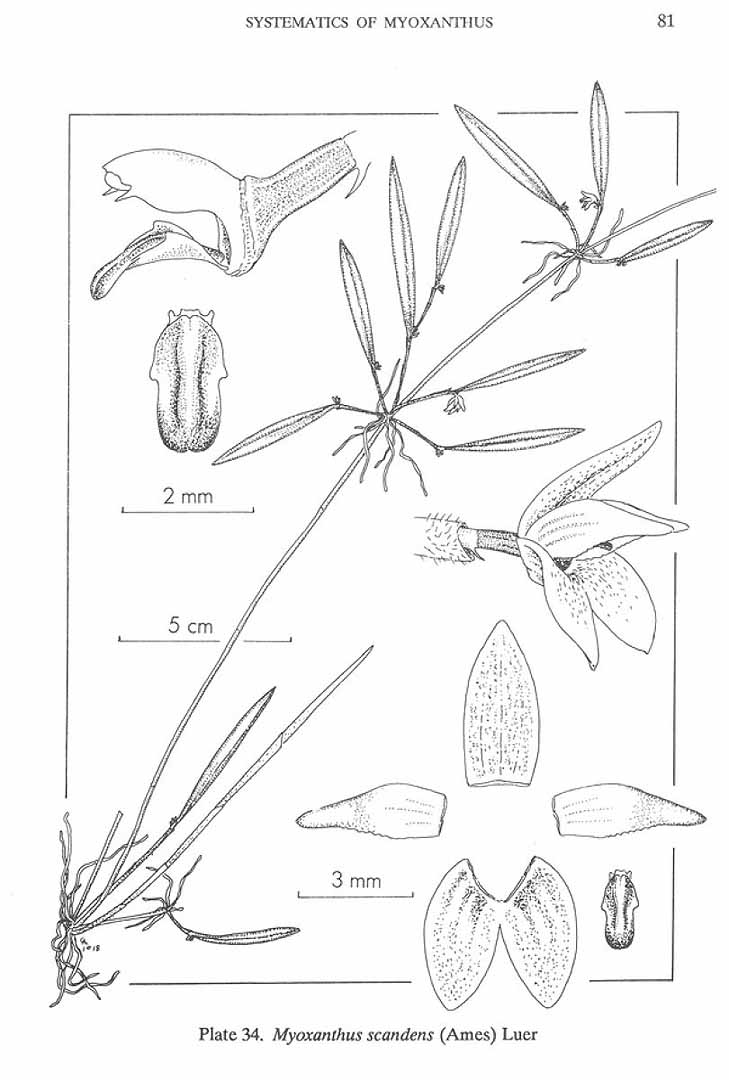 SYSTEMATICS OF MYOXANTHUS 81
2 mm
5 cm
3 mm
Plate 34. Myoxanthus scandens (Ames) Luer